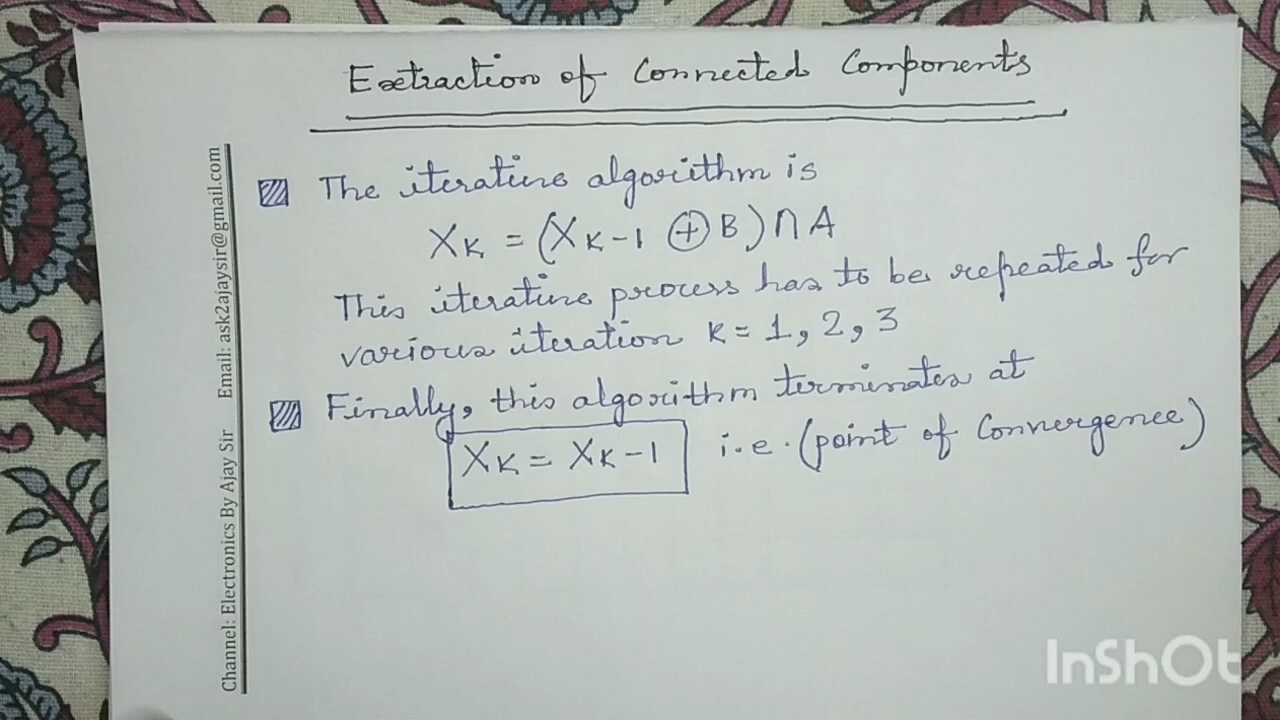 Extraction of Connected Components
The iterative algorithm is
XK = (XK-1 ⊕ B) ∩ A
This iterative process has to be repeated for
various iteration K = 1, 2, 3
Finally, this algorithm terminates at
XK = XK-1 i.e. (point of Convergence)
Channel: Electronics By Ajay Sir Email: ask2ajaysir@gmail.com
InShOt